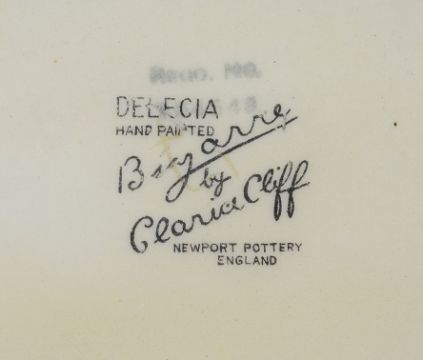 Regd. No.
DELECIA
HAND PAINTED
Bizarre
by
Clarice Cliff
NEWPORT POTTERY
ENGLAND